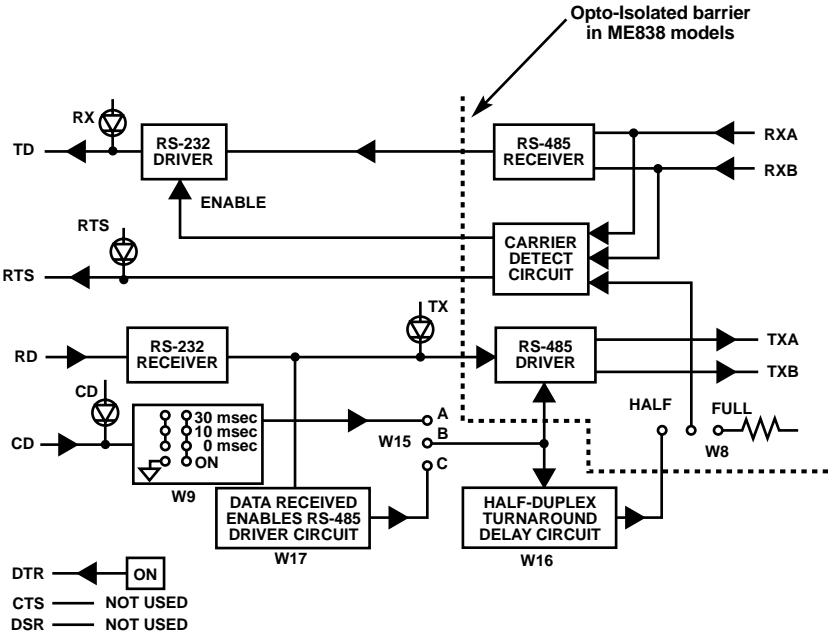 Opto-Isolated barrier
in ME838 models
RX
TD
RS-232
DRIVER
RS-485
RECEIVER
RXA
RXB
ENABLE
RTS
RTS
CARRIER
DETECT
CIRCUIT
TX
RD
RS-232
RECEIVER
RS-485
DRIVER
TXA
TXB
CD
CD
30 msec
10 msec
0 msec
ON
W9
A
W15
B
C
HALF
FULL
W8
DATA RECEIVED
ENABLES RS-485
DRIVER CIRCUIT
W17
HALF-DUPLEX
TURNAROUND
DELAY CIRCUIT
W16
DTR
ON
CTS
NOT USED
DSR
NOT USED